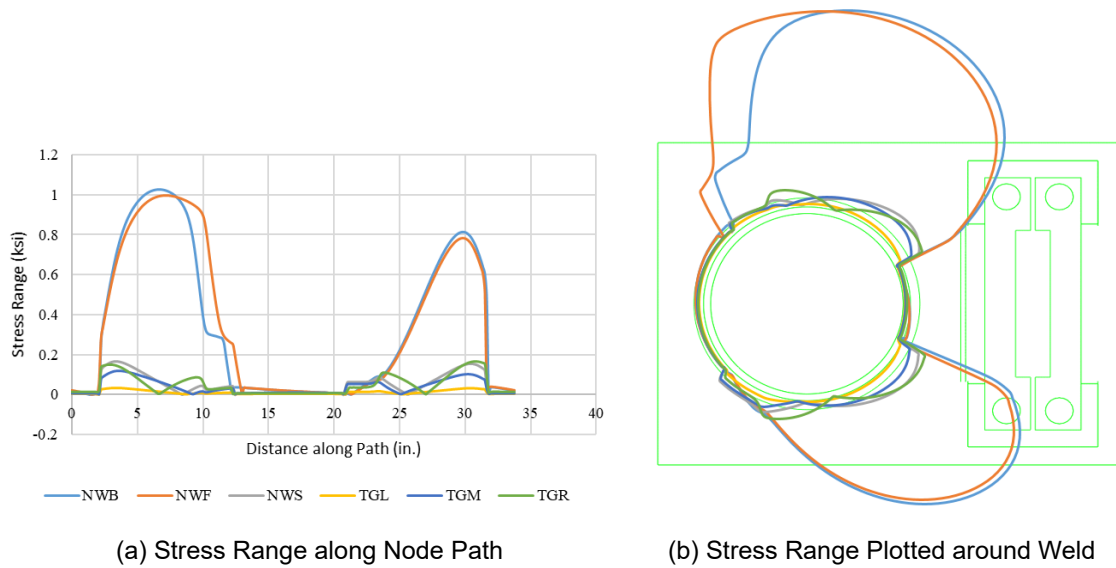 1.2
1
0.8
0.6
0.4
0.2
0
-0.2
Stress Range (ksi)
0 5 10 15 20 25 30 35 40
Distance along Path (in.)
NWB NWF NWS TGL TGM TGR
(a) Stress Range along Node Path
(b) Stress Range Plotted around Weld